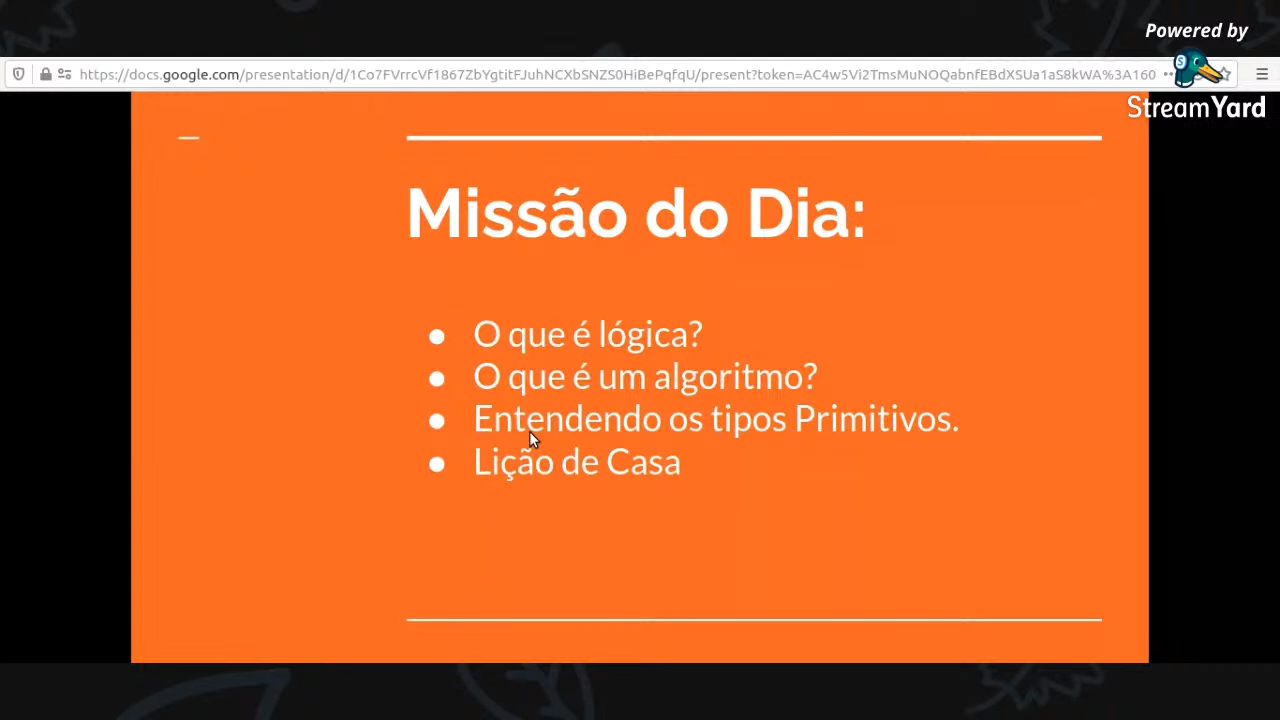 Powered by
https://docs.google.com/presentation/d/1Co7FVrrcVf1867ZbYgtitFJuhNCXbSNZS0HiBePqfqU/present?token=AC4w5Vi2TmsMuNOQabnfEBdXSUa1aS8kWA%3A160
StreamYard
Missão do Dia:
● O que é lógica?
● O que é um algoritmo?
● Entendendo os tipos Primitivos.
● Lição de Casa